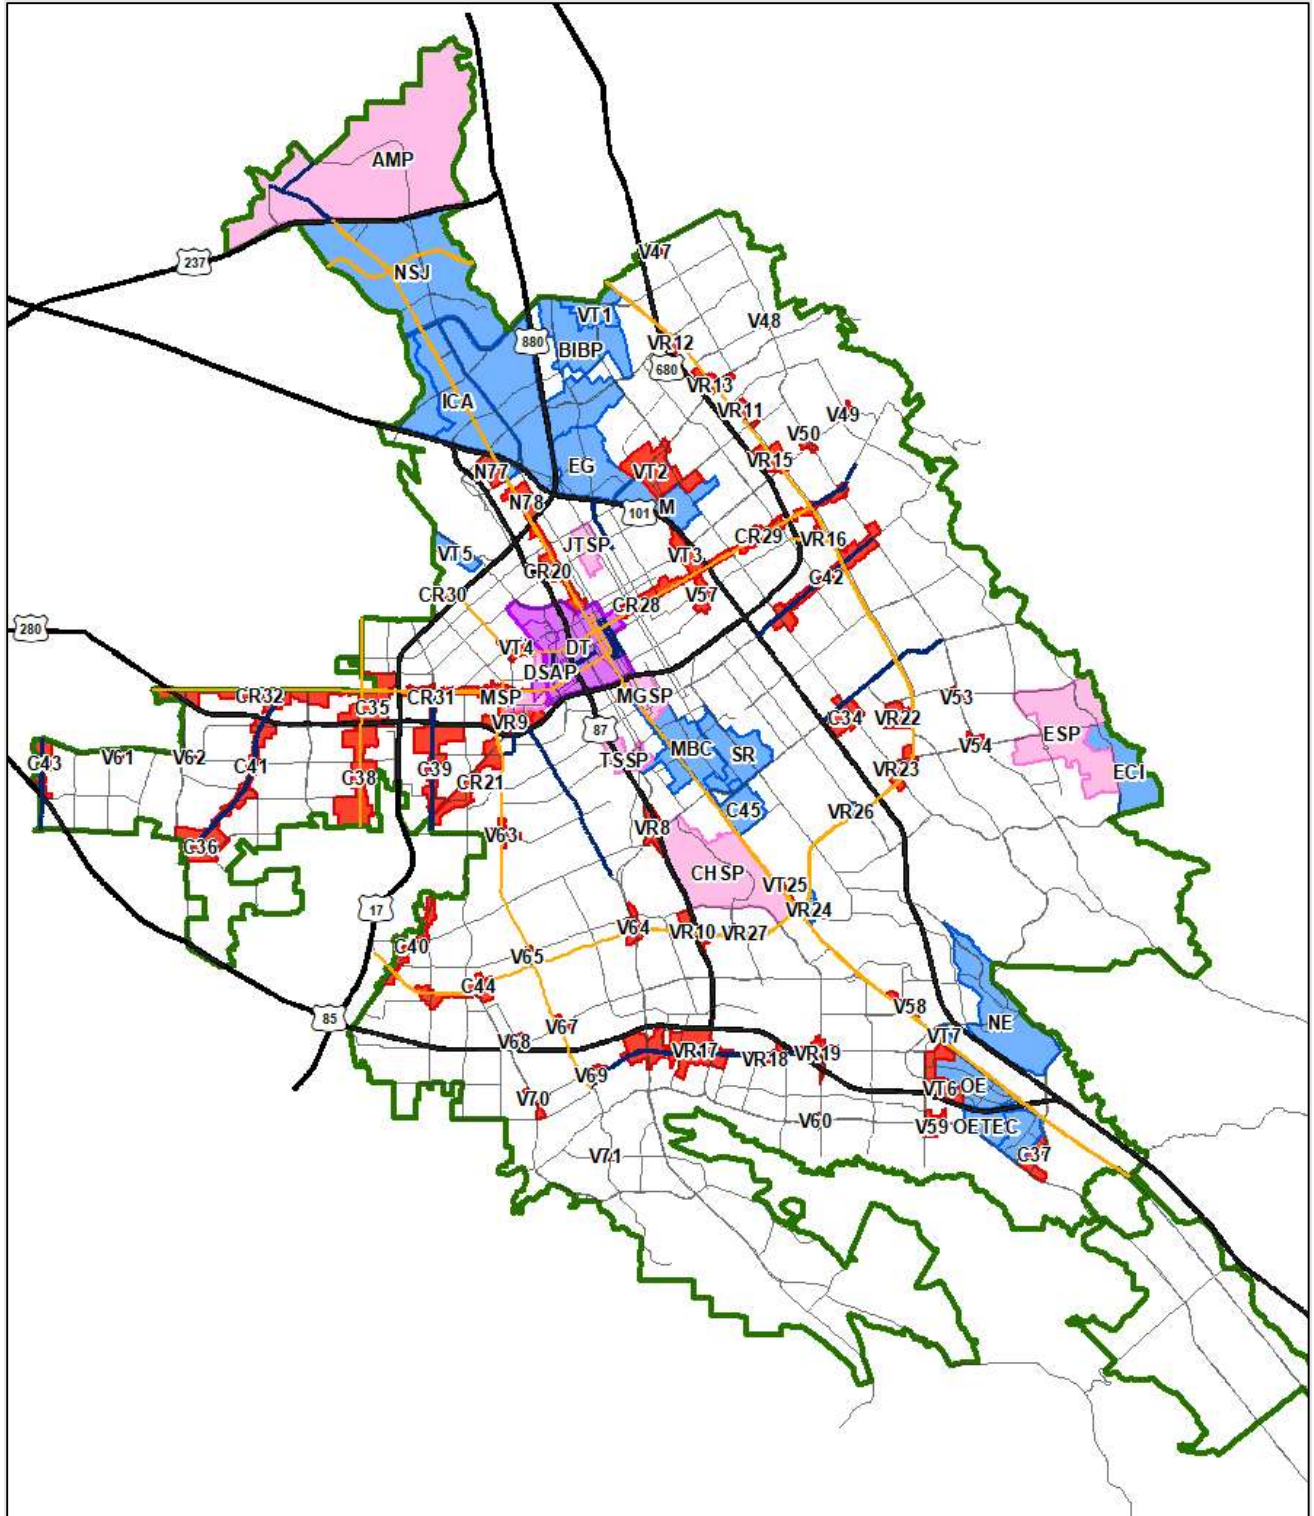 AMP
V47
237
NSJ
VT1
V48
880
BIBP
VR12
680
VR13
ICA
VR11
V49
V50
N77
EG
VT2
VR15
N78
M
101
VT5
JTSP
CR29
VR16
VT3
CR20
C42
CR30
CR28
V57
280
VT4
DT
DSAP
CR32
CR31
MSP
MGSP
V53
C35
VR9
C34
VR22
87
ESP
V61
V62
MBC
SR
V54
C43
C41
C38
C39
CR21
TSSP
VR23
ECI
C45
VR26
V63
VR8
C36
CHSP
VT25
17
VR24
V64
VR10
VR27
C40
V65
C44
V58
85
V67
NE
V68
VT7
VR17
VR18
VR19
V69
VT6
OE
V70
V60
V59
OETEC
C37
V71